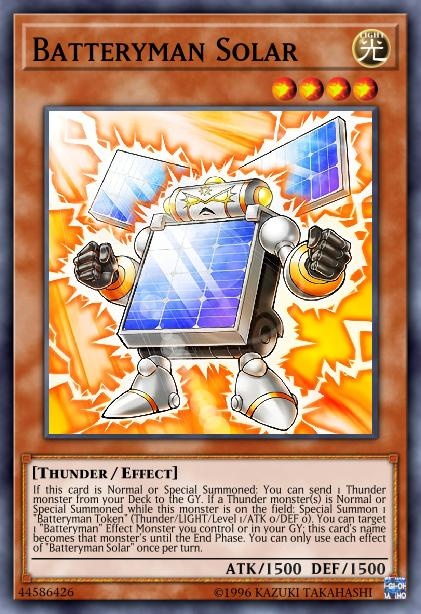 BATTERYMAN SOLAR
LIGHT
光
[THUNDER / EFFECT]
If this card is Normal or Special Summoned: You can send 1 Thunder
monster from your Deck to the GY. If a Thunder monster(s) is Normal or
Special Summoned while this monster is on the field: Special Summon 1
"Batteryman Token" (Thunder/LIGHT/Level 1/ATK 0/DEF 0). You can target
1 "Batteryman" Effect Monster you control or in your GY; this card's name
becomes that monster's until the End Phase. You can only use each effect
of "Batteryman Solar" once per turn.
ATK/1500 DEF/1500
44586426
©1996 KAZUKI TAKAHASHI